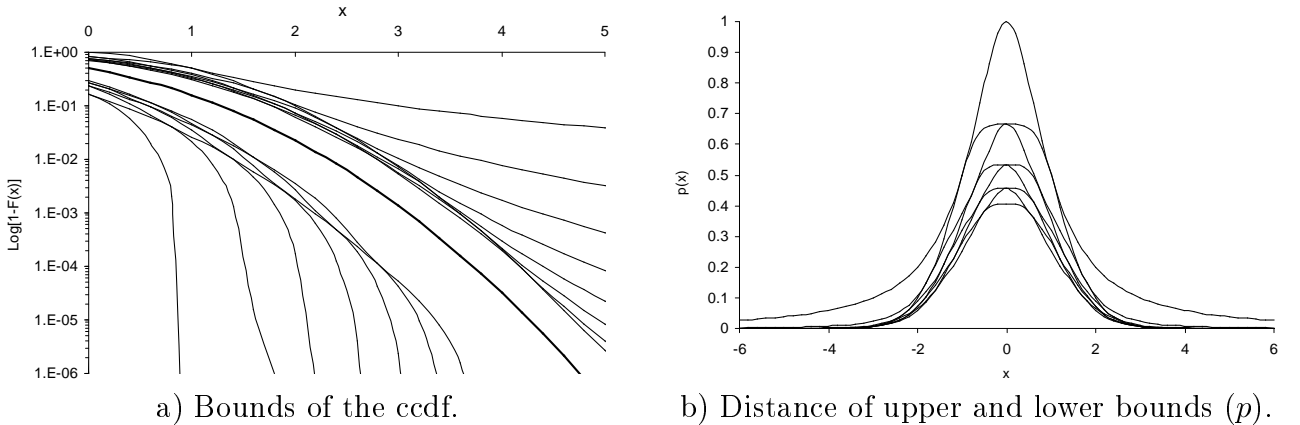 x
0 1 2 3 4 5
1.E+00
1.E-01
1.E-02
1.E-03
1.E-04
1.E-05
1.E-06
Log[1-F(x)]
a) Bounds of the ccdf.
1
0.9
0.8
0.7
0.6
0.5
0.4
0.3
0.2
0.1
0
p(x)
-6 -4 -2 0 2 4 6
x
b) Distance of upper and lower bounds (p).